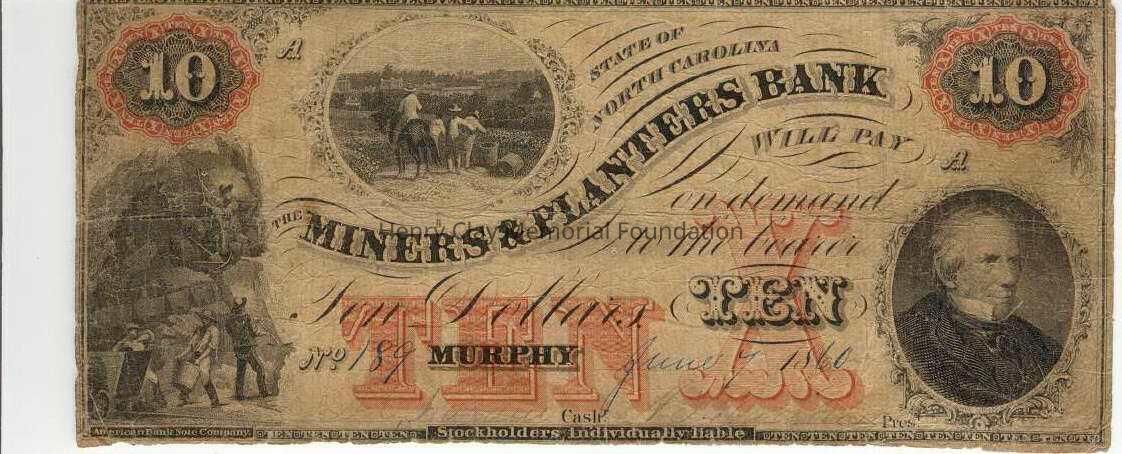 10
A
STATE OF
NORTH CAROLINA
10
THE MINERS & PLANTERS BANK
WILL PAY
A
on demand
Henry Clay Memorial Foundation
to the bearer
Ten Dollars TEN
TEN X
No 189 MURPHY June 1860
Cashr
Pres
American Bank Note Company.
Stockholders Individually liable